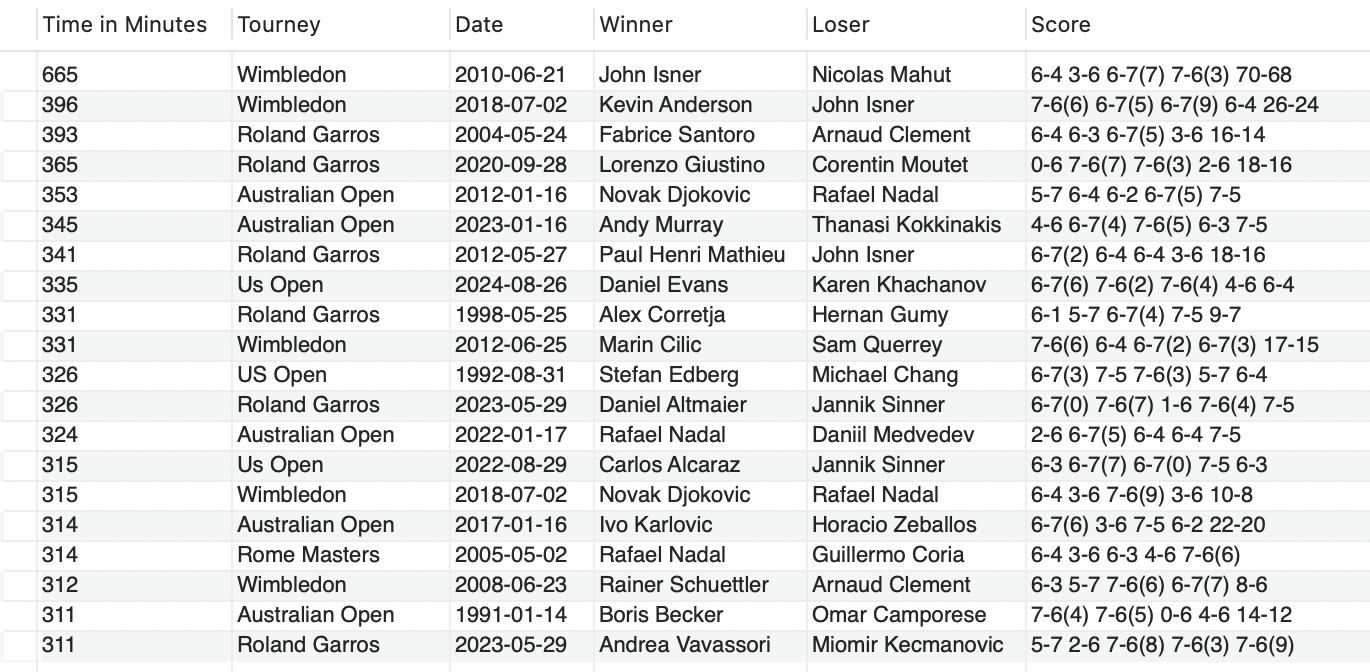 Time in Minutes Tourney Date Winner Loser Score
665 Wimbledon 2010-06-21 John Isner Nicolas Mahut 6-4 3-6 6-7(7) 7-6(3) 70-68
396 Wimbledon 2018-07-02 Kevin Anderson John Isner 7-6(6) 6-7(5) 6-7(9) 6-4 26-24
393 Roland Garros 2004-05-24 Fabrice Santoro Arnaud Clement 6-4 6-3 6-7(5) 3-6 16-14
365 Roland Garros 2020-09-28 Lorenzo Giustino Corentin Moutet 0-6 7-6(7) 7-6(3) 2-6 18-16
353 Australian Open 2012-01-16 Novak Djokovic Rafael Nadal 5-7 6-4 6-2 6-7(5) 7-5
345 Australian Open 2023-01-16 Andy Murray Thanasi Kokkinakis 4-6 6-7(4) 7-6(5) 6-3 7-5
341 Roland Garros 2012-05-27 Paul Henri Mathieu John Isner 6-7(2) 6-4 6-4 3-6 18-16
335 Us Open 2024-08-26 Daniel Evans Karen Khachanov 6-7(6) 7-6(2) 7-6(4) 4-6 6-4
331 Roland Garros 1998-05-25 Alex Corretja Hernan Gumy 6-1 5-7 6-7(4) 7-5 9-7
331 Wimbledon 2012-06-25 Marin Cilic Sam Querrey 7-6(6) 6-4 6-7(2) 6-7(3) 17-15
326 US Open 1992-08-31 Stefan Edberg Michael Chang 6-7(3) 7-5 7-6(3) 5-7 6-4
326 Roland Garros 2023-05-29 Daniel Altmaier Jannik Sinner 6-7(0) 7-6(7) 1-6 7-6(4) 7-5
324 Australian Open 2022-01-17 Rafael Nadal Daniil Medvedev 2-6 6-7(5) 6-4 6-4 7-5
315 Us Open 2022-08-29 Carlos Alcaraz Jannik Sinner 6-3 6-7(7) 6-7(0) 7-5 6-3
315 Wimbledon 2018-07-02 Novak Djokovic Rafael Nadal 6-4 3-6 7-6(9) 3-6 10-8
314 Australian Open 2017-01-16 Ivo Karlovic Horacio Zeballos 6-7(6) 3-6 7-5 6-2 22-20
314 Rome Masters 2005-05-02 Rafael Nadal Guillermo Coria 6-4 3-6 6-3 4-6 7-6(6)
312 Wimbledon 2008-06-23 Rainer Schuettler Arnaud Clement 6-3 5-7 7-6(6) 6-7(7) 8-6
311 Australian Open 1991-01-14 Boris Becker Omar Camporese 7-6(4) 7-6(5) 0-6 4-6 14-12
311 Roland Garros 2023-05-29 Andrea Vavassori Miomir Kecmanovic 5-7 2-6 7-6(8) 7-6(3) 7-6(9)